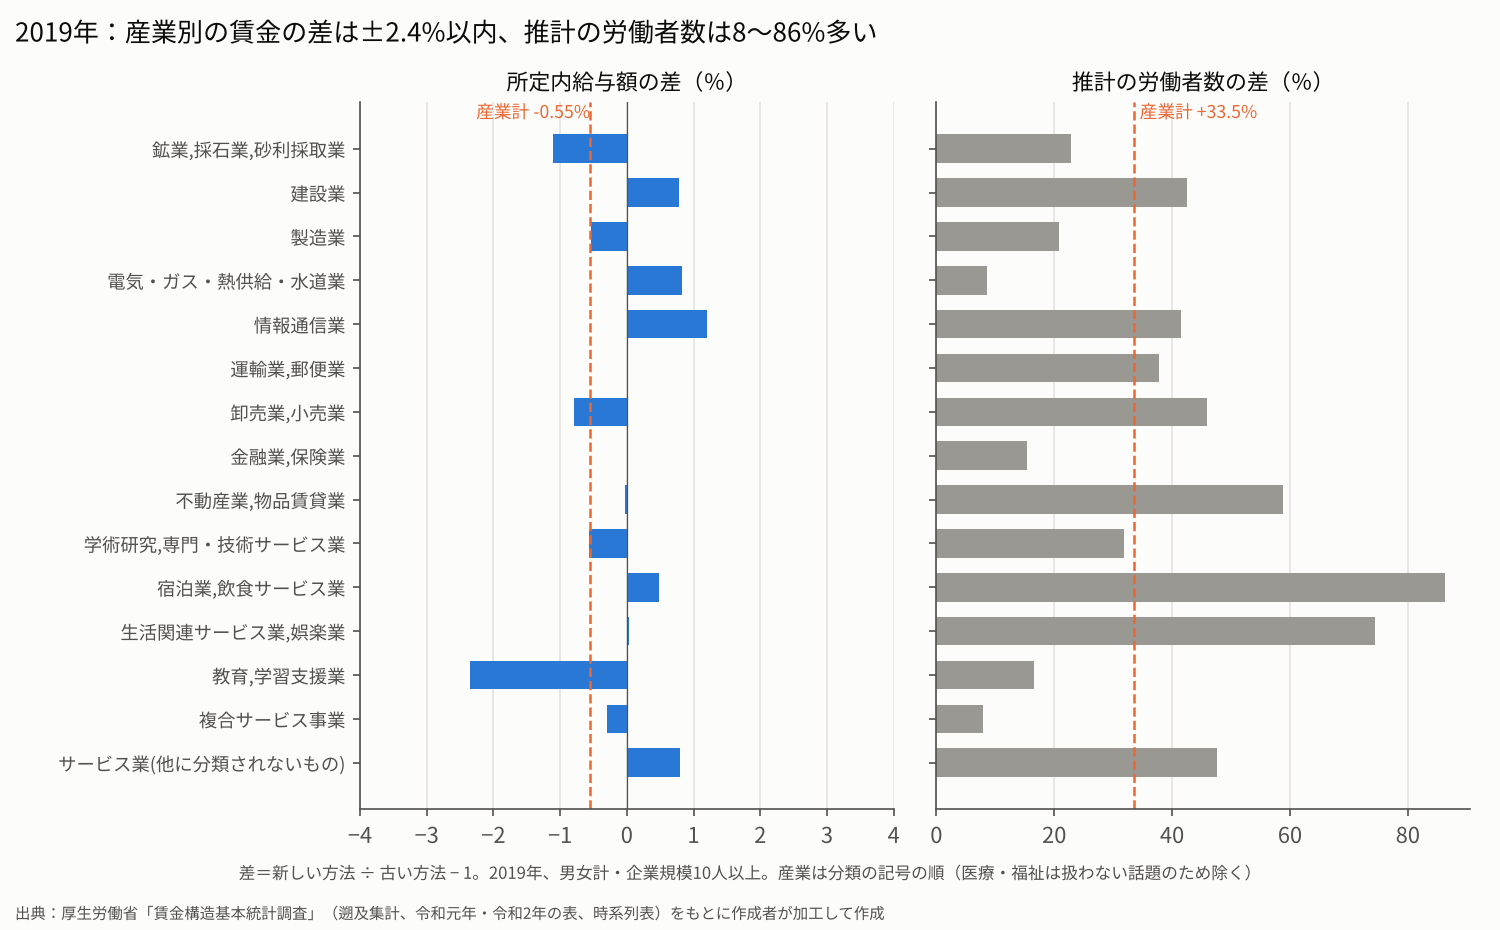 2019年：産業別の賃金の差は±2.4%以内、推計の労働者数は8～86%多い
所定内給与額の差（%）
推計の労働者数の差（%）
産業計 -0.55%
産業計 +33.5%
鉱業,採石業,砂利採取業
建設業
製造業
電気・ガス・熱供給・水道業
情報通信業
運輸業,郵便業
卸売業,小売業
金融業,保険業
不動産業,物品賃貸業
学術研究,専門・技術サービス業
宿泊業,飲食サービス業
生活関連サービス業,娯楽業
教育,学習支援業
複合サービス事業
サービス業(他に分類されないもの)
−4 −3 −2 −1 0 1 2 3 4
0 20 40 60 80
差＝新しい方法 ÷ 古い方法 − 1。2019年、男女計・企業規模10人以上。産業は分類の記号の順（医療・福祉は扱わない話題のため除く）
出典：厚生労働省「賃金構造基本統計調査」（遡及集計、令和元年・令和2年の表、時系列表）をもとに作成者が加工して作成